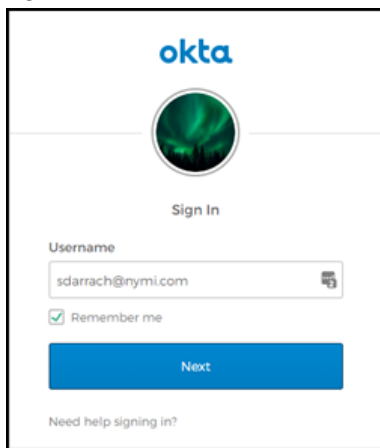 okta
Sign In
Username
sdarrach@nymi.com
Remember me
Next
Need help signing in?